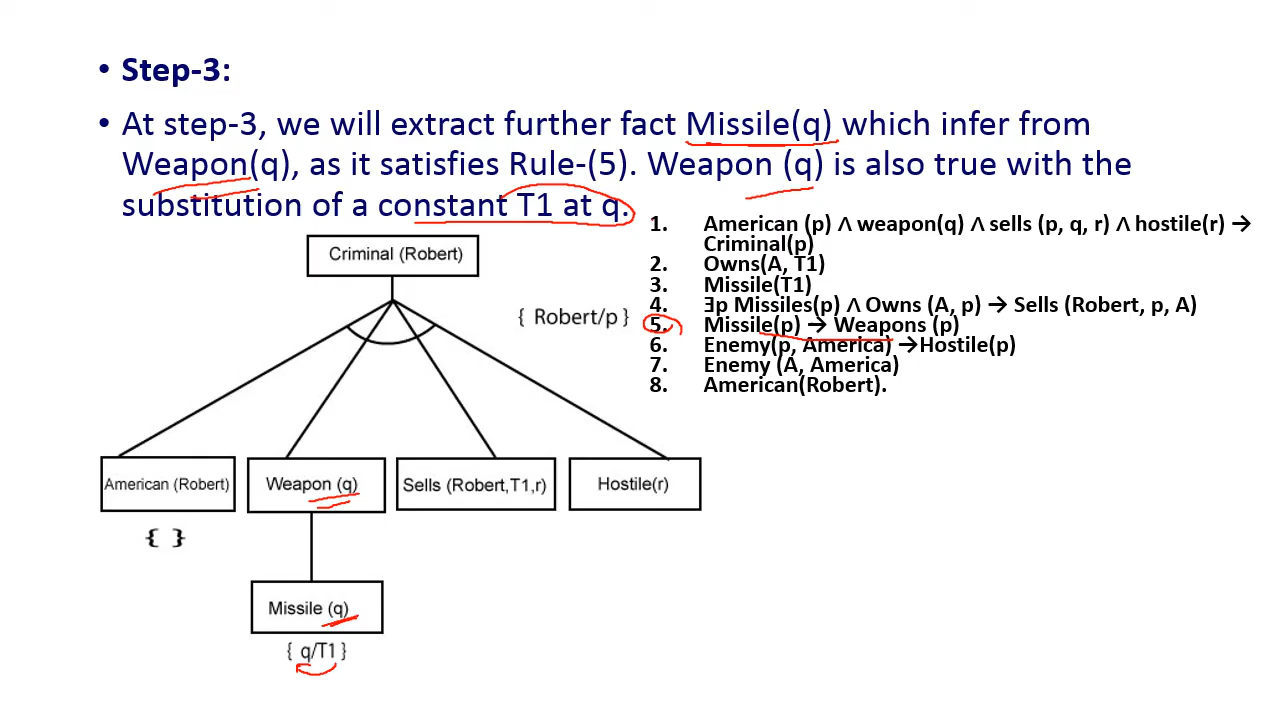 • Step-3:
• At step-3, we will extract further fact Missile(q) which infer from
Weapon(q), as it satisfies Rule-(5). Weapon (q) is also true with the
substitution of a constant T1 at q.
1. American (p) ∧ weapon(q) ∧ sells (p, q, r) ∧ hostile(r) →
Criminal(p)
2. Owns(A, T1)
3. Missile(T1)
4. ∃p Missiles(p) ∧ Owns (A, p) → Sells (Robert, p, A)
5. Missile(p) → Weapons (p)
6. Enemy(p, America) →Hostile(p)
7. Enemy (A, America)
8. American(Robert).
Criminal (Robert)
{ Robert/p }
American (Robert)
Weapon (q)
Sells (Robert,T1,r)
Hostile(r)
{ }
Missile (q)
{ q/T1 }